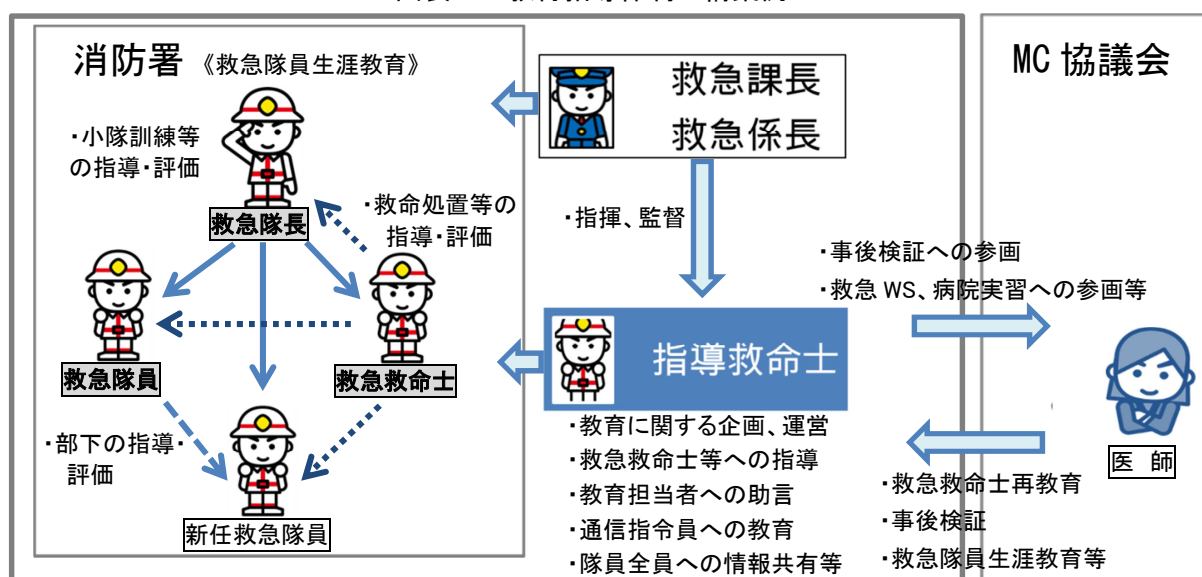 消防署 《救急隊員生涯教育》
・小隊訓練等
の指導・評価
救急隊長
・救命処置等の
指導・評価
救急隊員
救急救命士
・部下の指導・
評価
新任救急隊員
救急課長
救急係長
・指揮、監督
指導救命士
・教育に関する企画、運営
・救急救命士等への指導
・教育担当者への助言
・通信指令員への教育
・隊員全員への情報共有等
MC 協議会
・事後検証への参画
・救急 WS、病院実習への参画等
医 師
・救急救命士再教育
・事後検証
・救急隊員生涯教育等